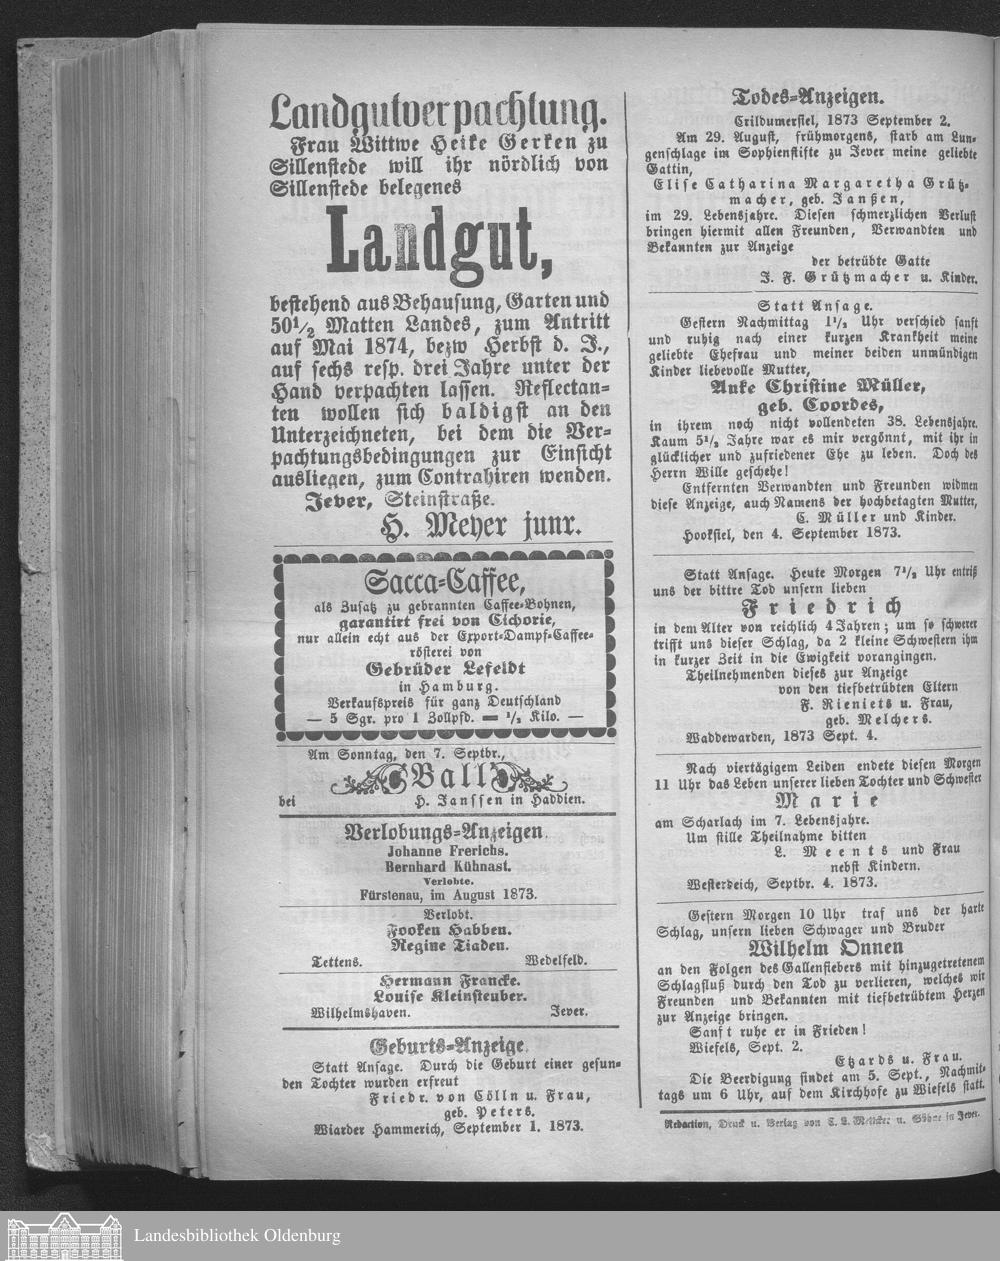 Landgutverpachtung.
Frau Wittwe Heike Gerken zu
Sillenstede will ihr nördlich von
Sillenstede belegenes
Landgut,
bestehend aus Behausung, Garten und
50 1/2 Matten Landes, zum Antritt
auf Mai 1874, bezw Herbst d. J.,
auf sechs resp. drei Jahre unter der
Hand verpachten lassen. Reflectan-
ten wollen sich baldigst an den
Unterzeichneten, bei dem die Ver-
pachtungsbedingungen zur Einsicht
ausliegen, zum Contrahiren wenden.
Jever, Steinstraße.
H. Meyer junr.
Sacca-Caffee,
als Zusatz zu gebrannten Caffee-Bohnen,
garantirt frei von Cichorie,
nur allein echt aus der Export-Dampf-Caffee-
rösterei von
Gebrüder Lefeldt
in Hamburg.
Verkaufspreis für ganz Deutschland
— 5 Sgr. pro 1 Zollpfd. = 1/2 Kilo. —
Am Sonntag, den 7. Septbr.,
Ball
bei H. Janssen in Haddien.
Verlobungs-Anzeigen.
Johanne Frerichs.
Bernhard Kühnast.
Verlobte.
Fürstenau, im August 1873.
Verlobt.
Fooken Habben.
Regine Tiaden.
Tettens. Wedelfeld.
Hermann Francke.
Louise Kleinsteuber.
Wilhelmshaven. Jever.
Geburts-Anzeige.
Statt Ansage. Durch die Geburt einer gesun-
den Tochter wurden erfreut
Friedr. von Cölln u. Frau,
geb. Peters.
Wiarder Hammerich, September 1. 1873.
Todes-Anzeigen.
Crildumersiel, 1873 September 2.
Am 29. August, frühmorgens, starb am Lun-
genschlage im Sophienstifte zu Jever meine geliebte
Gattin,
Elise Catharina Margaretha Grütz-
macher, geb. Janßen,
im 29. Lebensjahre. Diesen schmerzlichen Verlust
bringen hiermit allen Freunden, Verwandten und
Bekannten zur Anzeige
der betrübte Gatte
J. F. Grützmacher u. Kinder.
Statt Ansage.
Gestern Nachmittag 1 1/2 Uhr verschied sanft
und ruhig nach einer kurzen Krankheit meine
geliebte Ehefrau und meiner beiden unmündigen
Kinder liebevolle Mutter,
Anke Christine Müller,
geb. Coordes,
in ihrem noch nicht vollendeten 38. Lebensjahre.
Kaum 5 1/2 Jahre war es mir vergönnt, mit ihr in
glücklicher und zufriedener Ehe zu leben. Doch des
Herrn Wille geschehe!
Entfernten Verwandten und Freunden widmen
diese Anzeige, auch Namens der hochbetagten Mutter,
C. Müller und Kinder.
Hooksiel, den 4. September 1873.
Statt Ansage. Heute Morgen 7 1/2 Uhr entriß
uns der bittre Tod unsern lieben
Friedrich
in dem Alter von reichlich 4 Jahren; um so schwerer
trifft uns dieser Schlag, da 2 kleine Schwestern ihm
in kurzer Zeit in die Ewigkeit vorangingen.
Theilnehmenden dieses zur Anzeige
von den tiefbetrübten Eltern
F. Rieniets u. Frau,
geb. Melchers.
Waddewarden, 1873 Sept. 4.
Nach viertägigem Leiden endete diesen Morgen
11 Uhr das Leben unserer lieben Tochter und Schwester
Marie
am Scharlach im 7. Lebensjahre.
Um stille Theilnahme bitten
L. Meents und Frau
nebst Kindern.
Westerdeich, Septbr. 4. 1873.
Gestern Morgen 10 Uhr traf uns der harte
Schlag, unsern lieben Schwager und Bruder
Wilhelm Onnen
an den Folgen des Gallenfiebers mit hinzugetretenem
Schlagfluß durch den Tod zu verlieren, welches wir
Freunden und Bekannten mit tiefbetrübtem Herzen
zur Anzeige bringen.
Sanft ruhe er in Frieden!
Wiefels, Sept. 2.
Etzards u. Frau.
Die Beerdigung findet am 5. Sept., Nachmit-
tags um 6 Uhr, auf dem Kirchhofe zu Wiefels statt.
Redaction, Druck u. Verlag von C. L. Mettcker u. Söhne in Jever.
Landesbibliothek Oldenburg